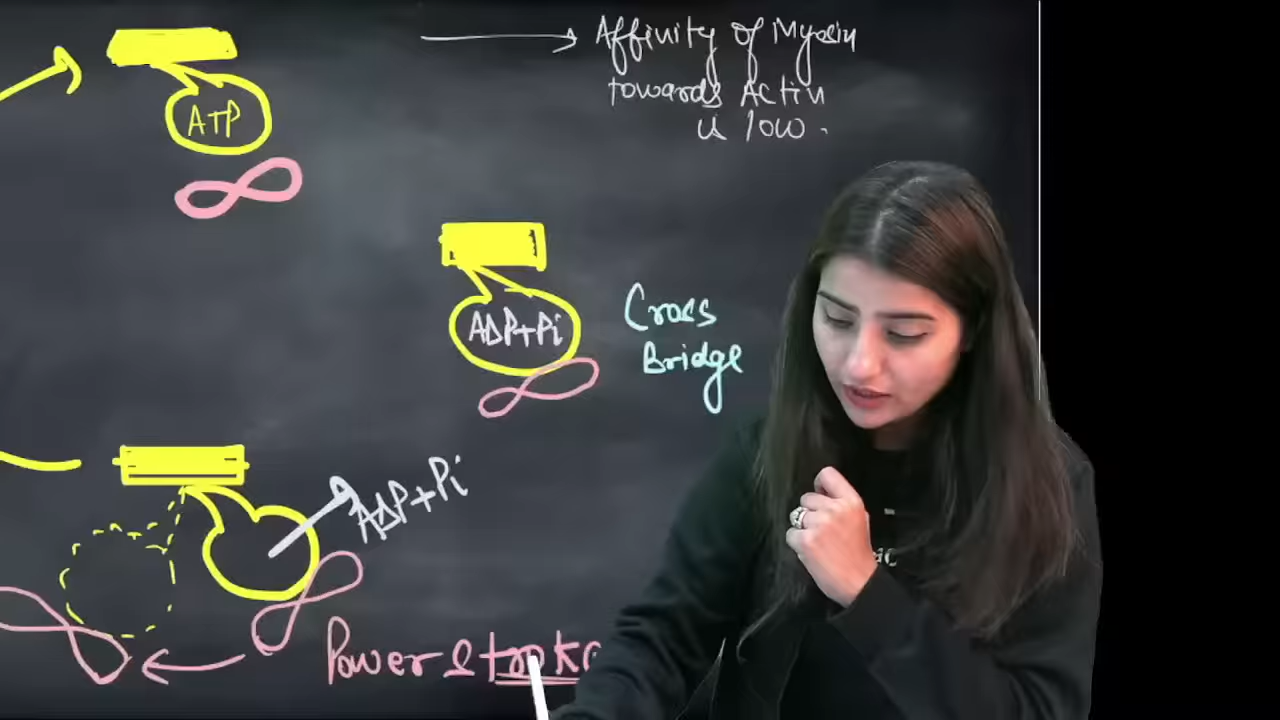 Affinity of Myosin
towards Actin
is low.
ATP
ADP+Pi
Cross
Bridge
ADP+Pi
Power stroke